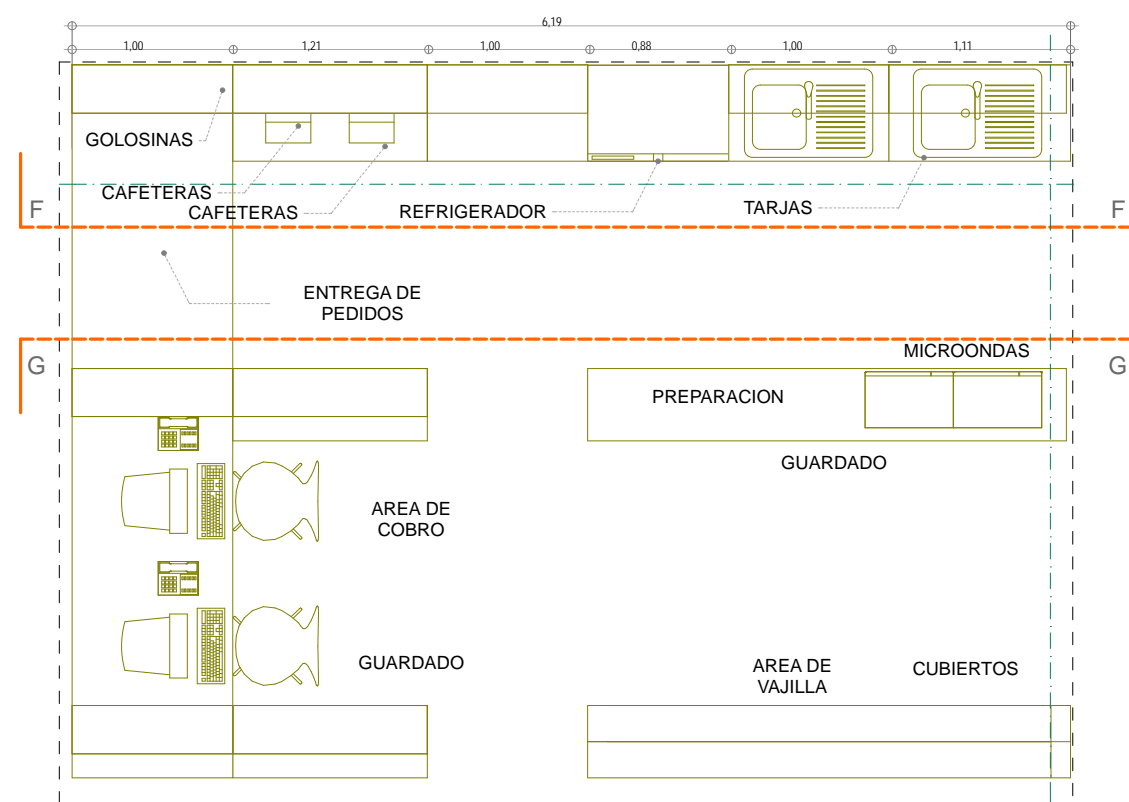 6,19
1,00
1,21
1,00
0,88
1,00
1,11
GOLOSINAS
CAFETERAS
CAFETERAS
REFRIGERADOR
TARJAS
F
F
ENTREGA DE
PEDIDOS
MICROONDAS
G
G
PREPARACION
GUARDADO
AREA DE
COBRO
GUARDADO
AREA DE
VAJILLA
CUBIERTOS